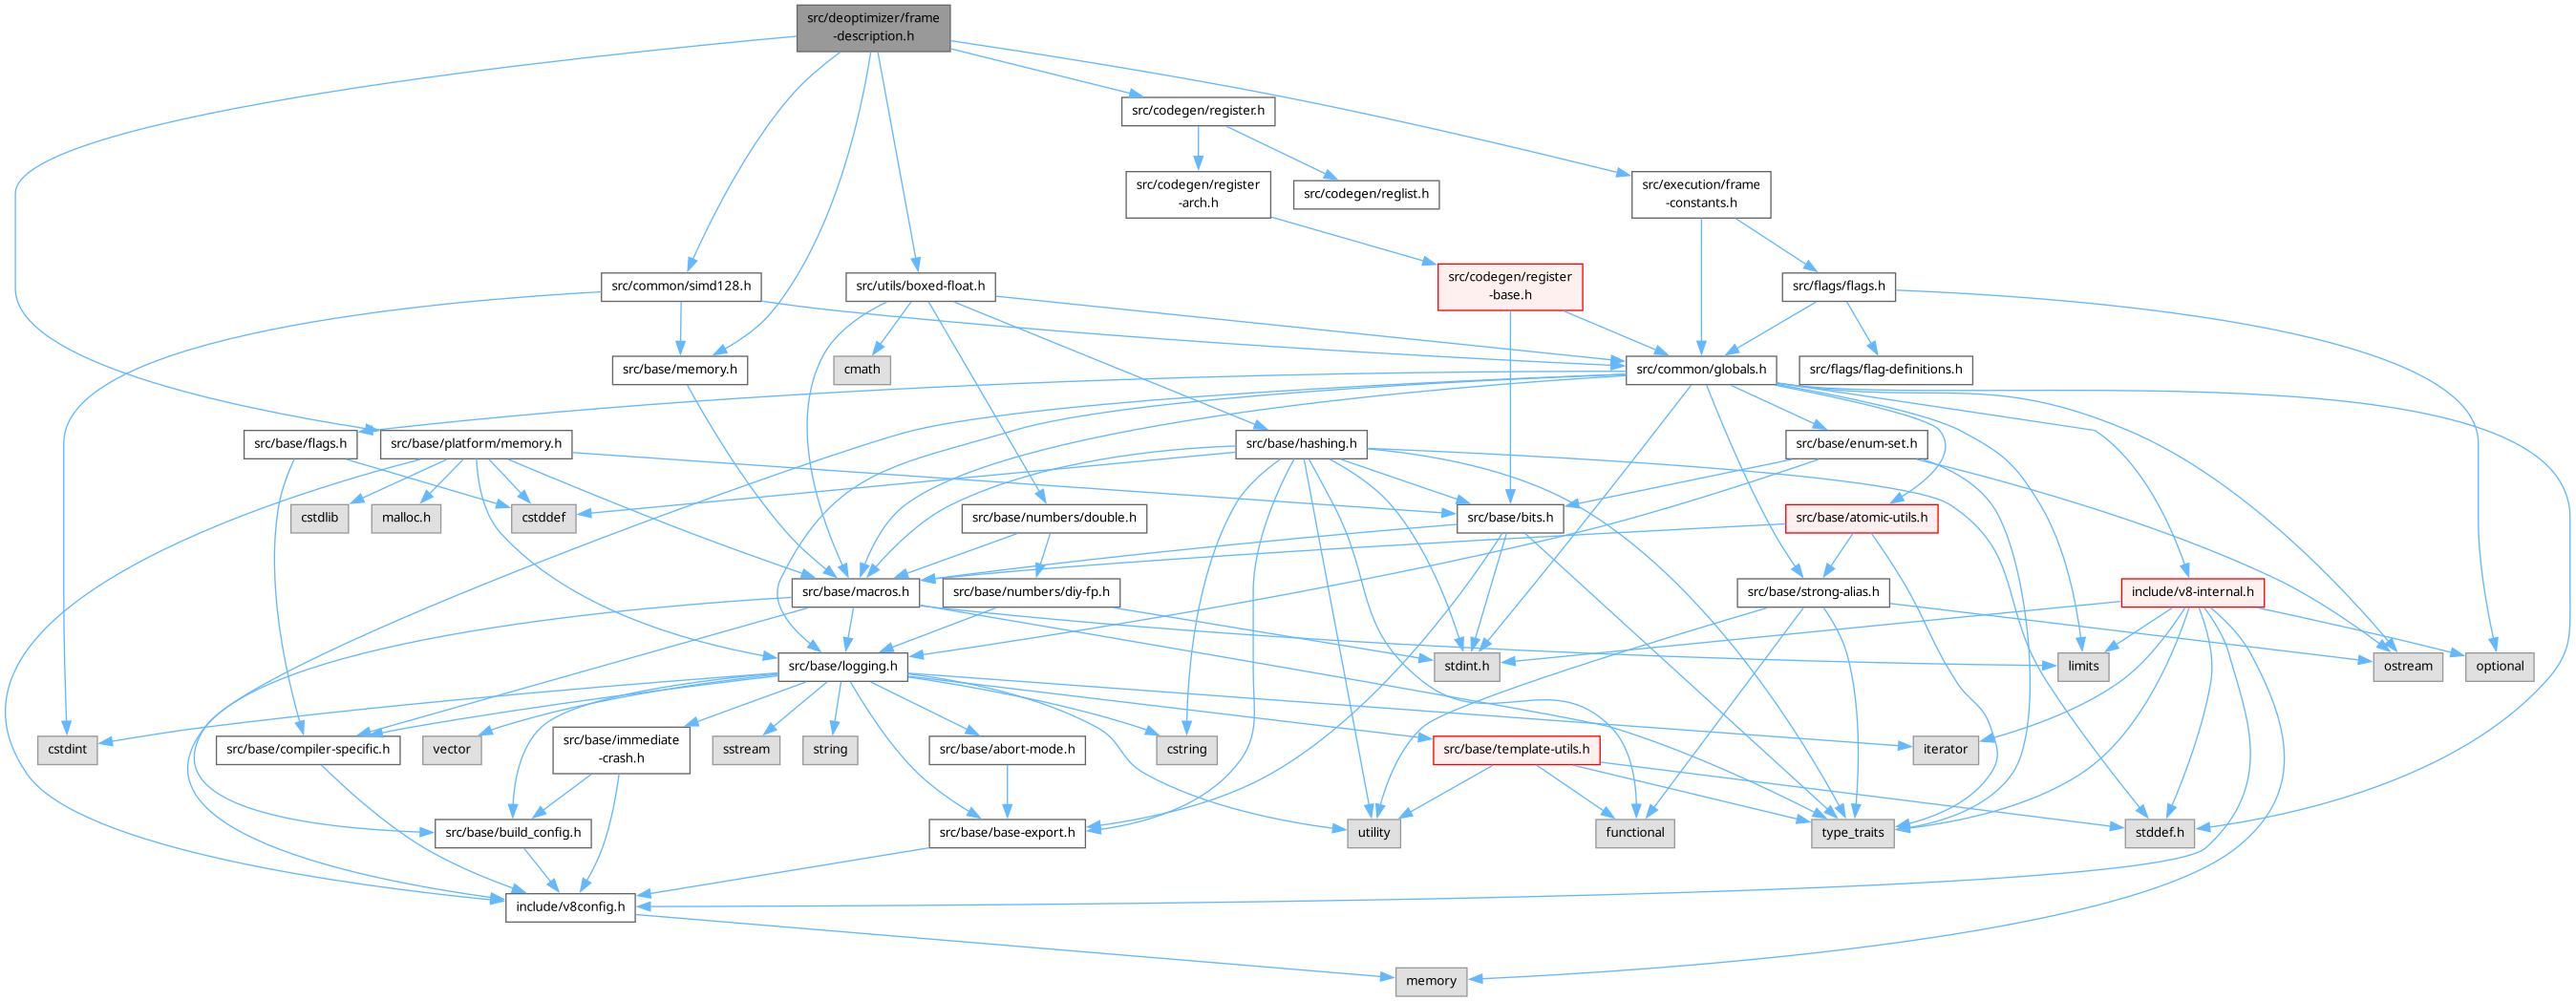 src/deoptimizer/frame
-description.h
src/codegen/register.h
src/codegen/register
-arch.h
src/codegen/reglist.h
src/execution/frame
-constants.h
src/common/simd128.h
src/utils/boxed-float.h
src/codegen/register
-base.h
src/flags/flags.h
src/base/memory.h
cmath
src/common/globals.h
src/flags/flag-definitions.h
src/base/flags.h
src/base/platform/memory.h
src/base/hashing.h
src/base/enum-set.h
cstdlib
malloc.h
cstddef
src/base/numbers/double.h
src/base/bits.h
src/base/atomic-utils.h
src/base/macros.h
src/base/numbers/diy-fp.h
src/base/strong-alias.h
include/v8-internal.h
src/base/logging.h
stdint.h
limits
ostream
optional
cstdint
src/base/compiler-specific.h
vector
src/base/immediate
-crash.h
sstream
string
src/base/abort-mode.h
cstring
src/base/template-utils.h
iterator
src/base/build_config.h
src/base/base-export.h
utility
functional
type_traits
stddef.h
include/v8config.h
memory